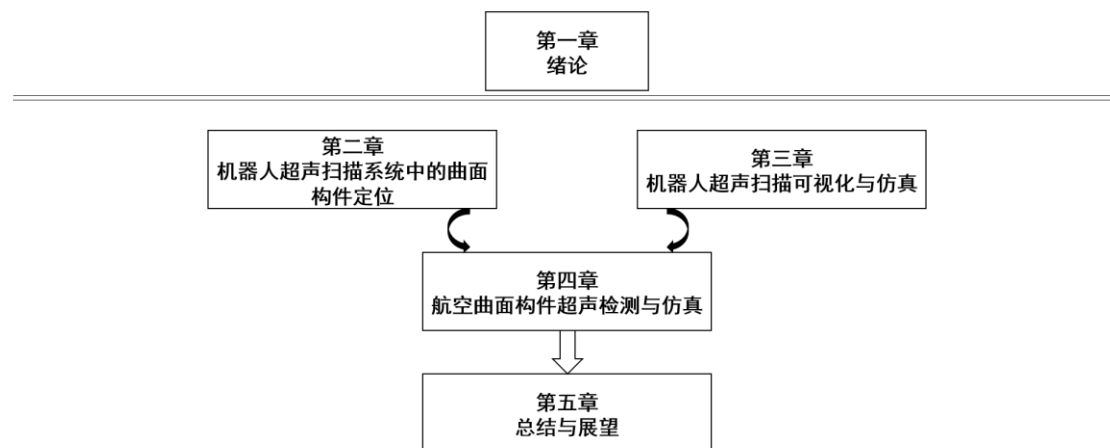 第一章
绪论
第二章
机器人超声扫描系统中的曲面
构件定位
第三章
机器人超声扫描可视化与仿真
第四章
航空曲面构件超声检测与仿真
第五章
总结与展望